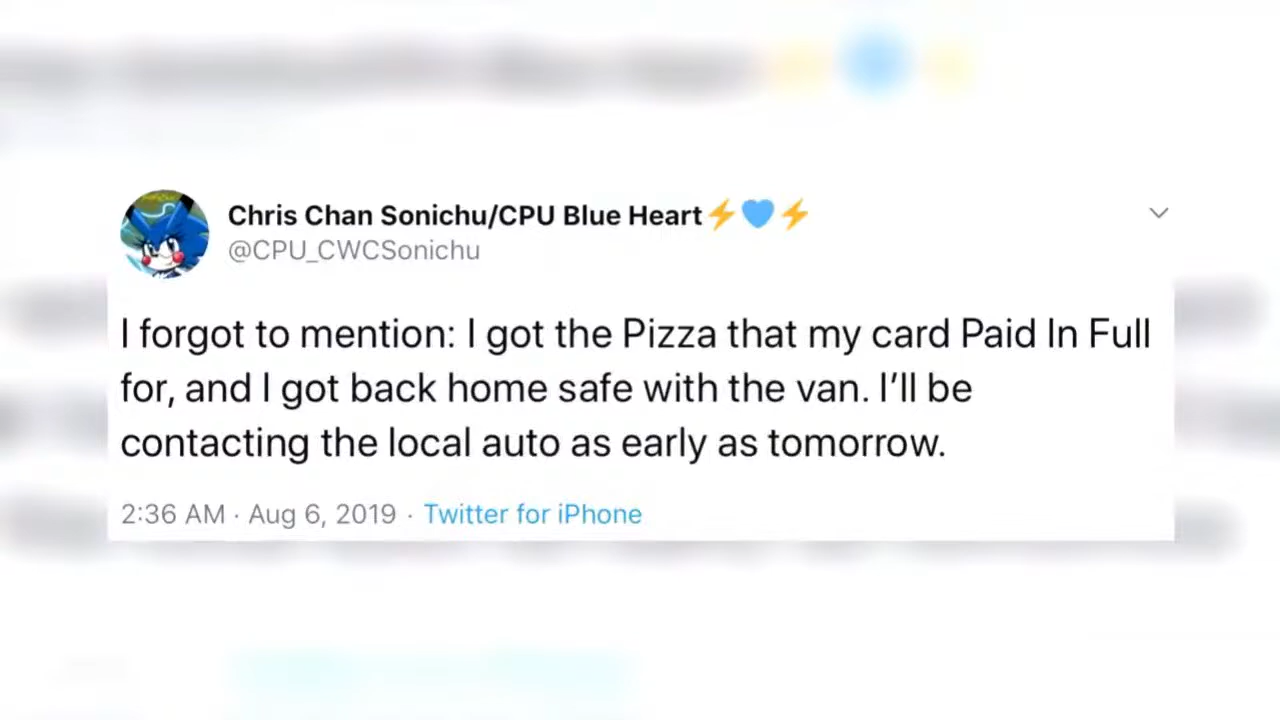 Chris Chan Sonichu/CPU Blue Heart⚡💙⚡
@CPU_CWCSonichu
I forgot to mention: I got the Pizza that my card Paid In Full
for, and I got back home safe with the van. I’ll be
contacting the local auto as early as tomorrow.
2:36 AM · Aug 6, 2019 · Twitter for iPhone